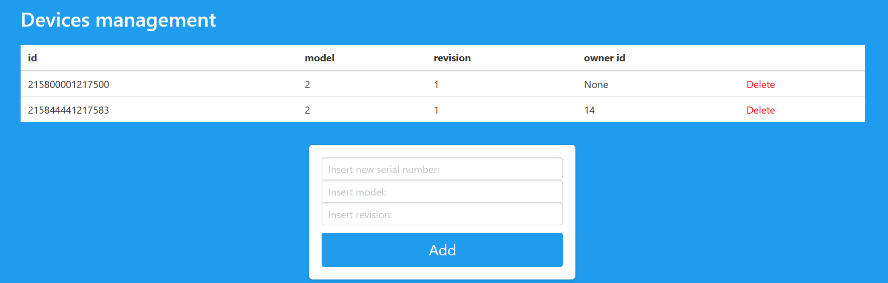 Devices management
id model revision owner id
215800001217500 2 1 None Delete
215844441217583 2 1 14 Delete
Insert new serial number:
Insert model:
Insert revision:
Add